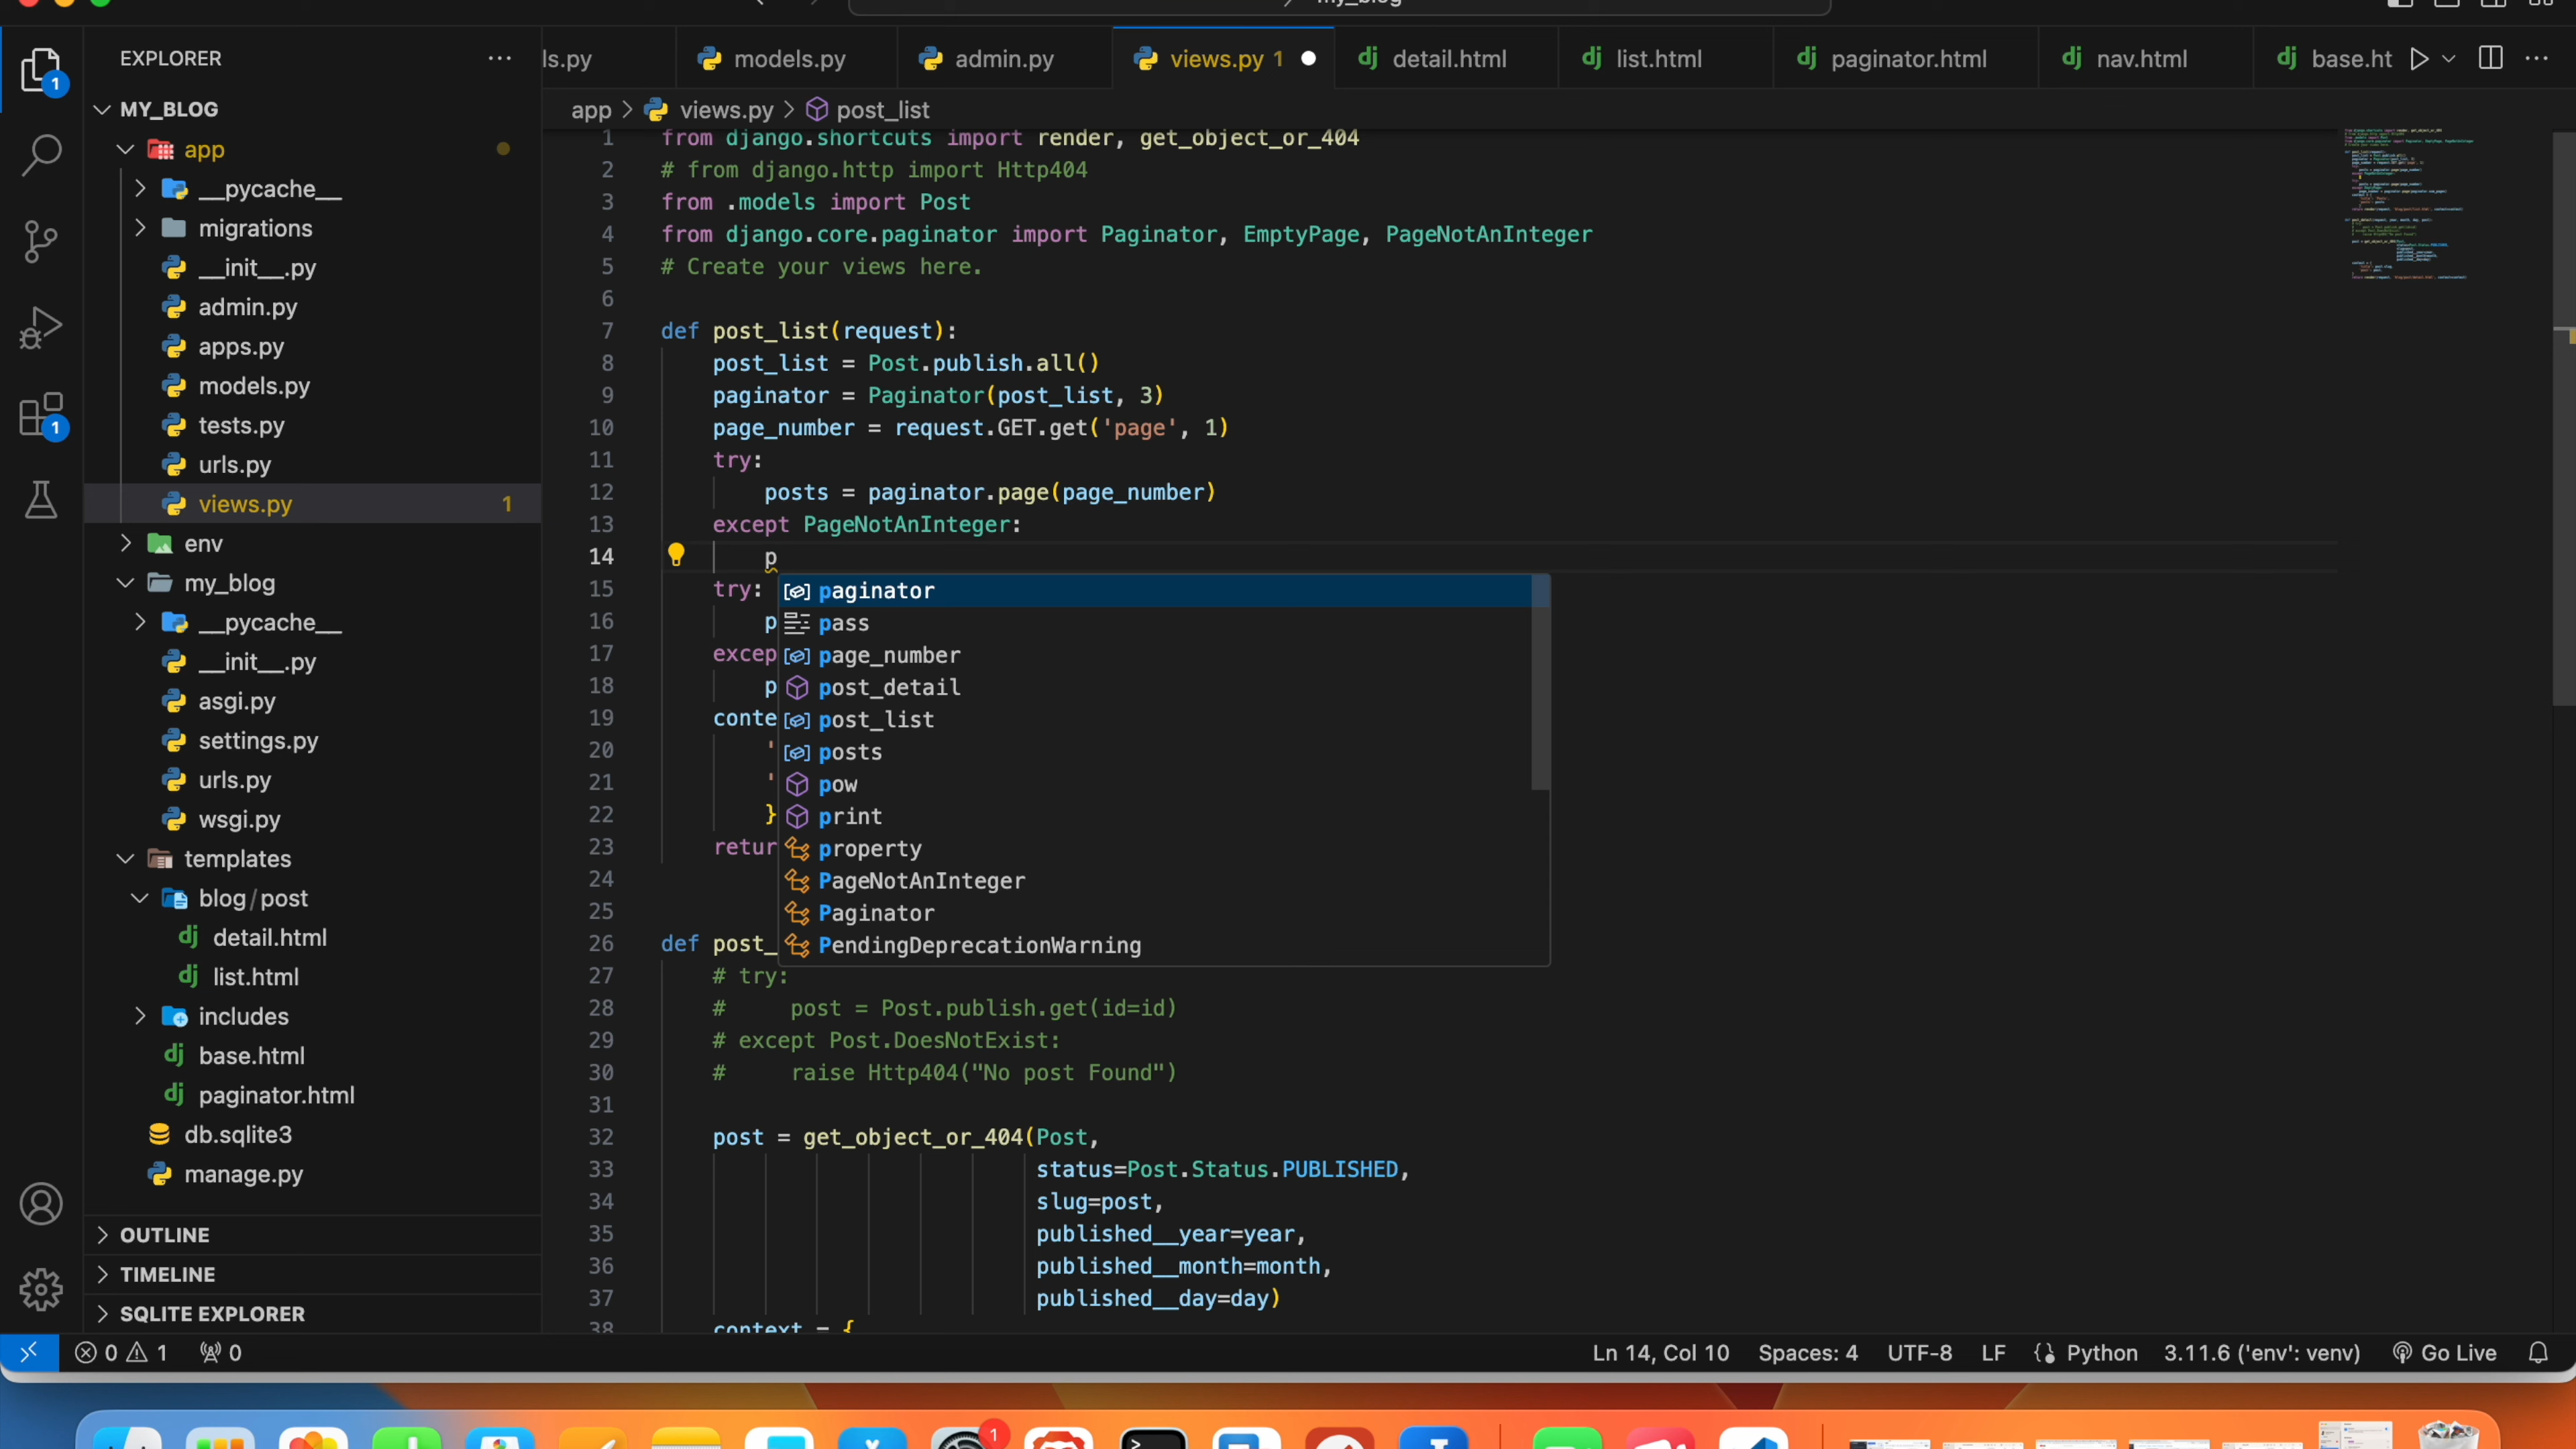 my_blog
EXPLORER
ls.py
models.py
admin.py
views.py 1
detail.html
list.html
paginator.html
nav.html
base.ht
1
MY_BLOG
app > views.py > post_list
app
__pycache__
migrations
__init__.py
admin.py
apps.py
models.py
tests.py
urls.py
views.py 1
env
my_blog
__pycache__
__init__.py
asgi.py
settings.py
urls.py
wsgi.py
templates
blog/post
detail.html
list.html
includes
base.html
paginator.html
db.sqlite3
manage.py
OUTLINE
TIMELINE
SQLITE EXPLORER
1
1 from django.shortcuts import render, get_object_or_404
2 # from django.http import Http404
3 from .models import Post
4 from django.core.paginator import Paginator, EmptyPage, PageNotAnInteger
5 # Create your views here.
6
7 def post_list(request):
8 post_list = Post.publish.all()
9 paginator = Paginator(post_list, 3)
10 page_number = request.GET.get('page', 1)
11 try:
12 posts = paginator.page(page_number)
13 except PageNotAnInteger:
14 p
15 try:
16 p
17 excep
18 p
19 conte
20 '
21 '
22 }
23 retur
24
25
26 def post_
27 # try:
28 # post = Post.publish.get(id=id)
29 # except Post.DoesNotExist:
30 # raise Http404("No post Found")
31
32 post = get_object_or_404(Post,
33 status=Post.Status.PUBLISHED,
34 slug=post,
35 published__year=year,
36 published__month=month,
37 published__day=day)
38 context = {
paginator
pass
page_number
post_detail
post_list
posts
pow
print
property
PageNotAnInteger
Paginator
PendingDeprecationWarning
0 1 0
Ln 14, Col 10 Spaces: 4 UTF-8 LF Python 3.11.6 ('env': venv) Go Live
1